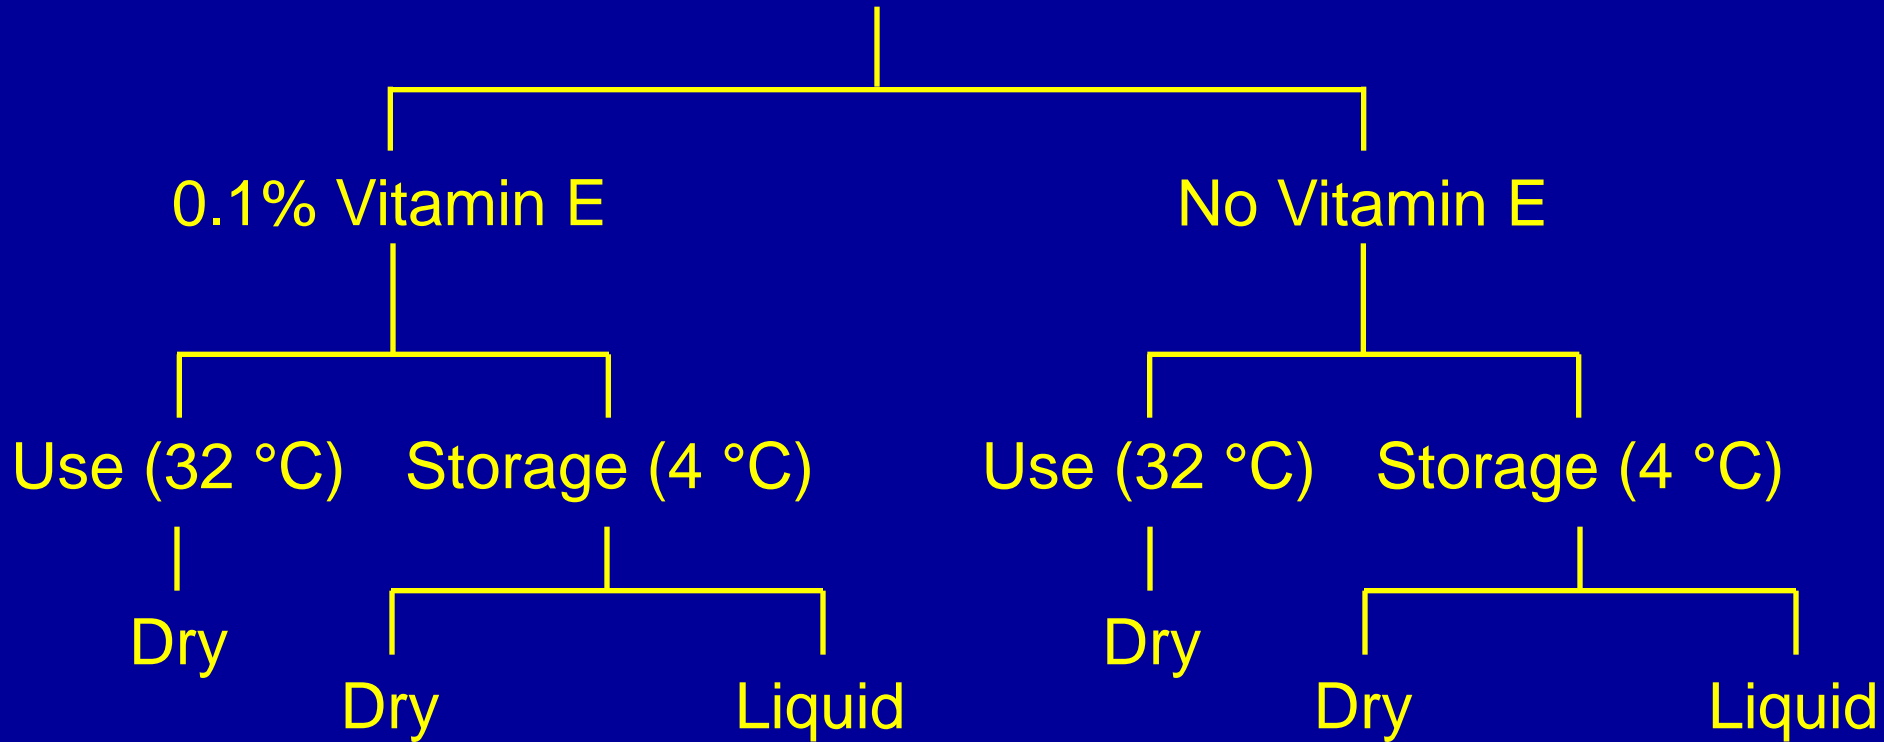 0.1% Vitamin E No Vitamin E
Use (32 °C) Storage (4 °C) Use (32 °C) Storage (4 °C)
Dry Dry
Dry Liquid Dry Liquid